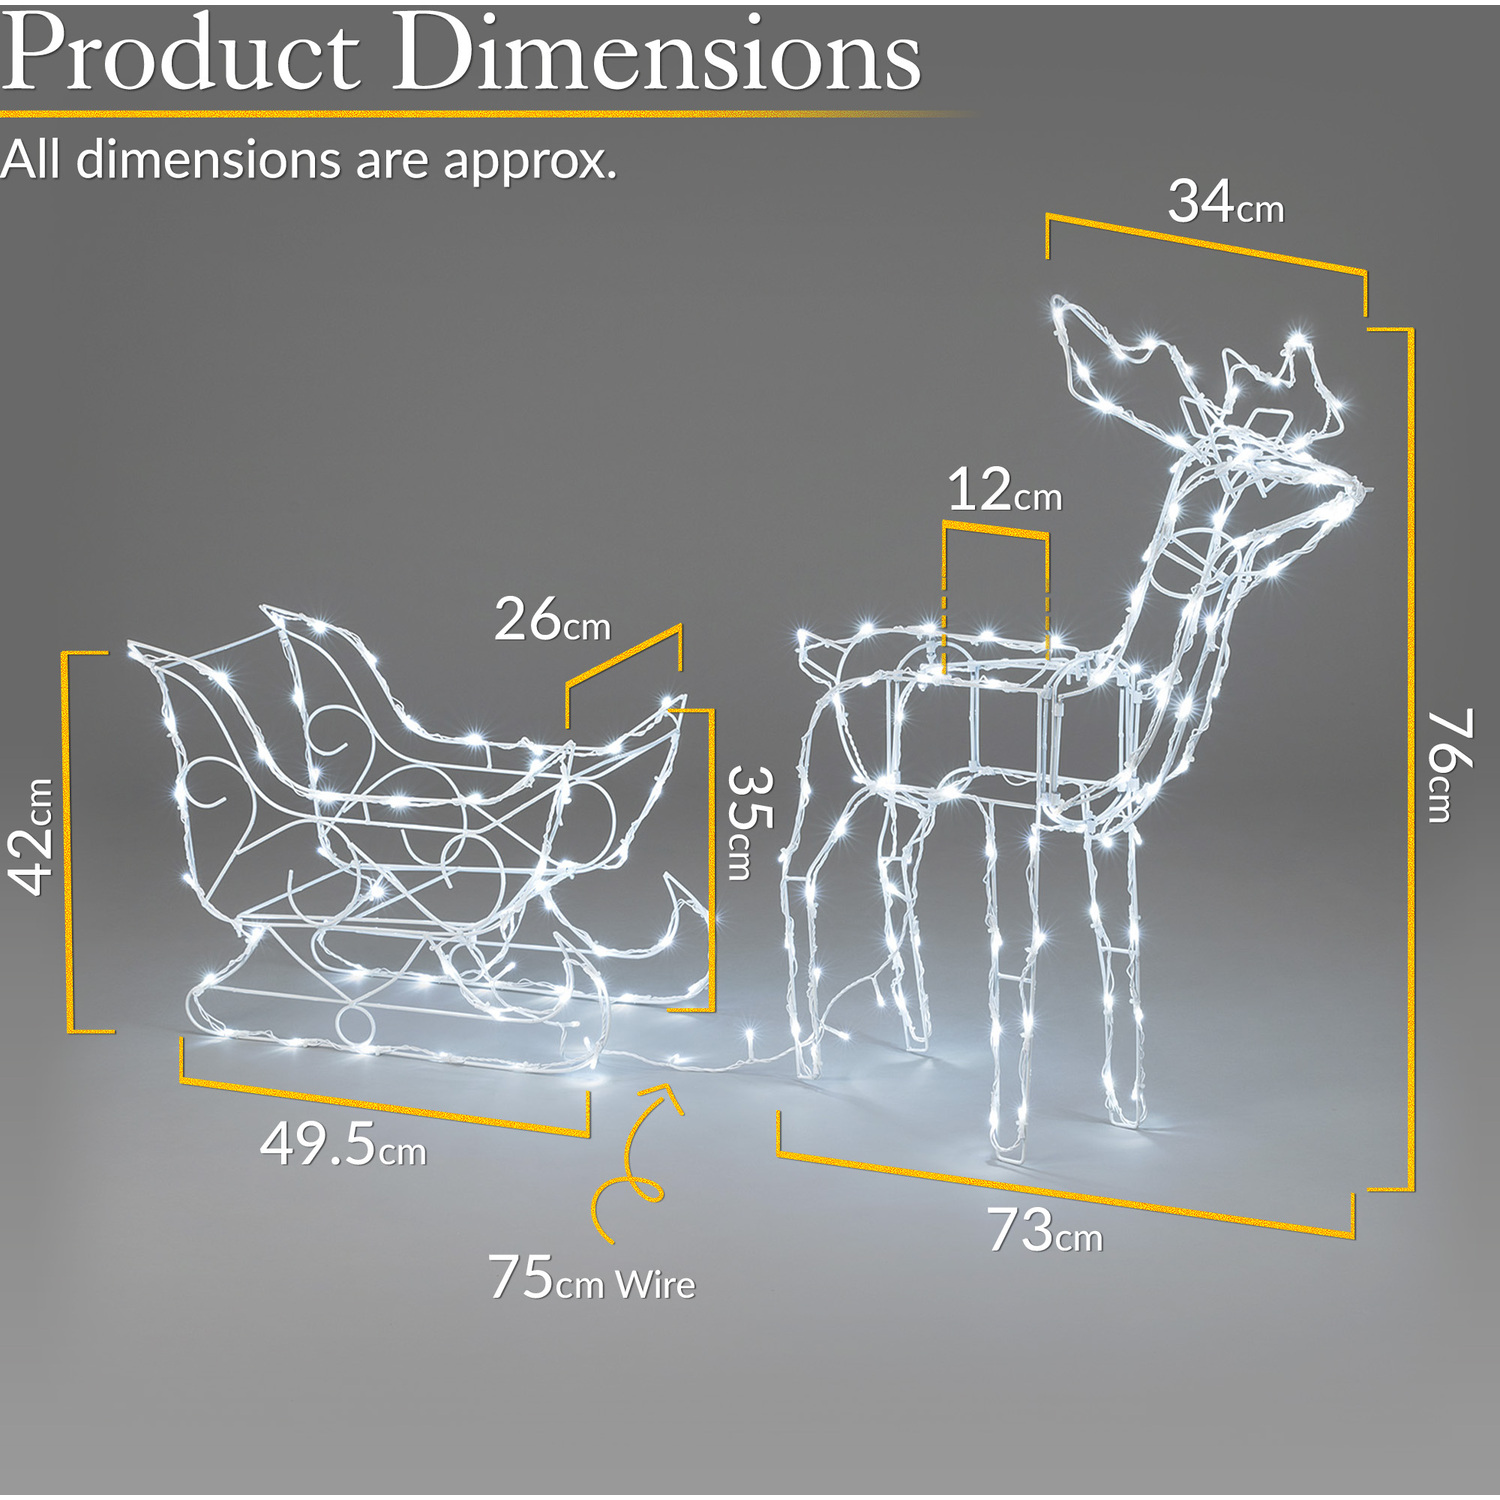 Product Dimensions
All dimensions are approx.
34cm
12cm
26cm
42cm
35cm
76cm
49.5cm
73cm
75cm Wire